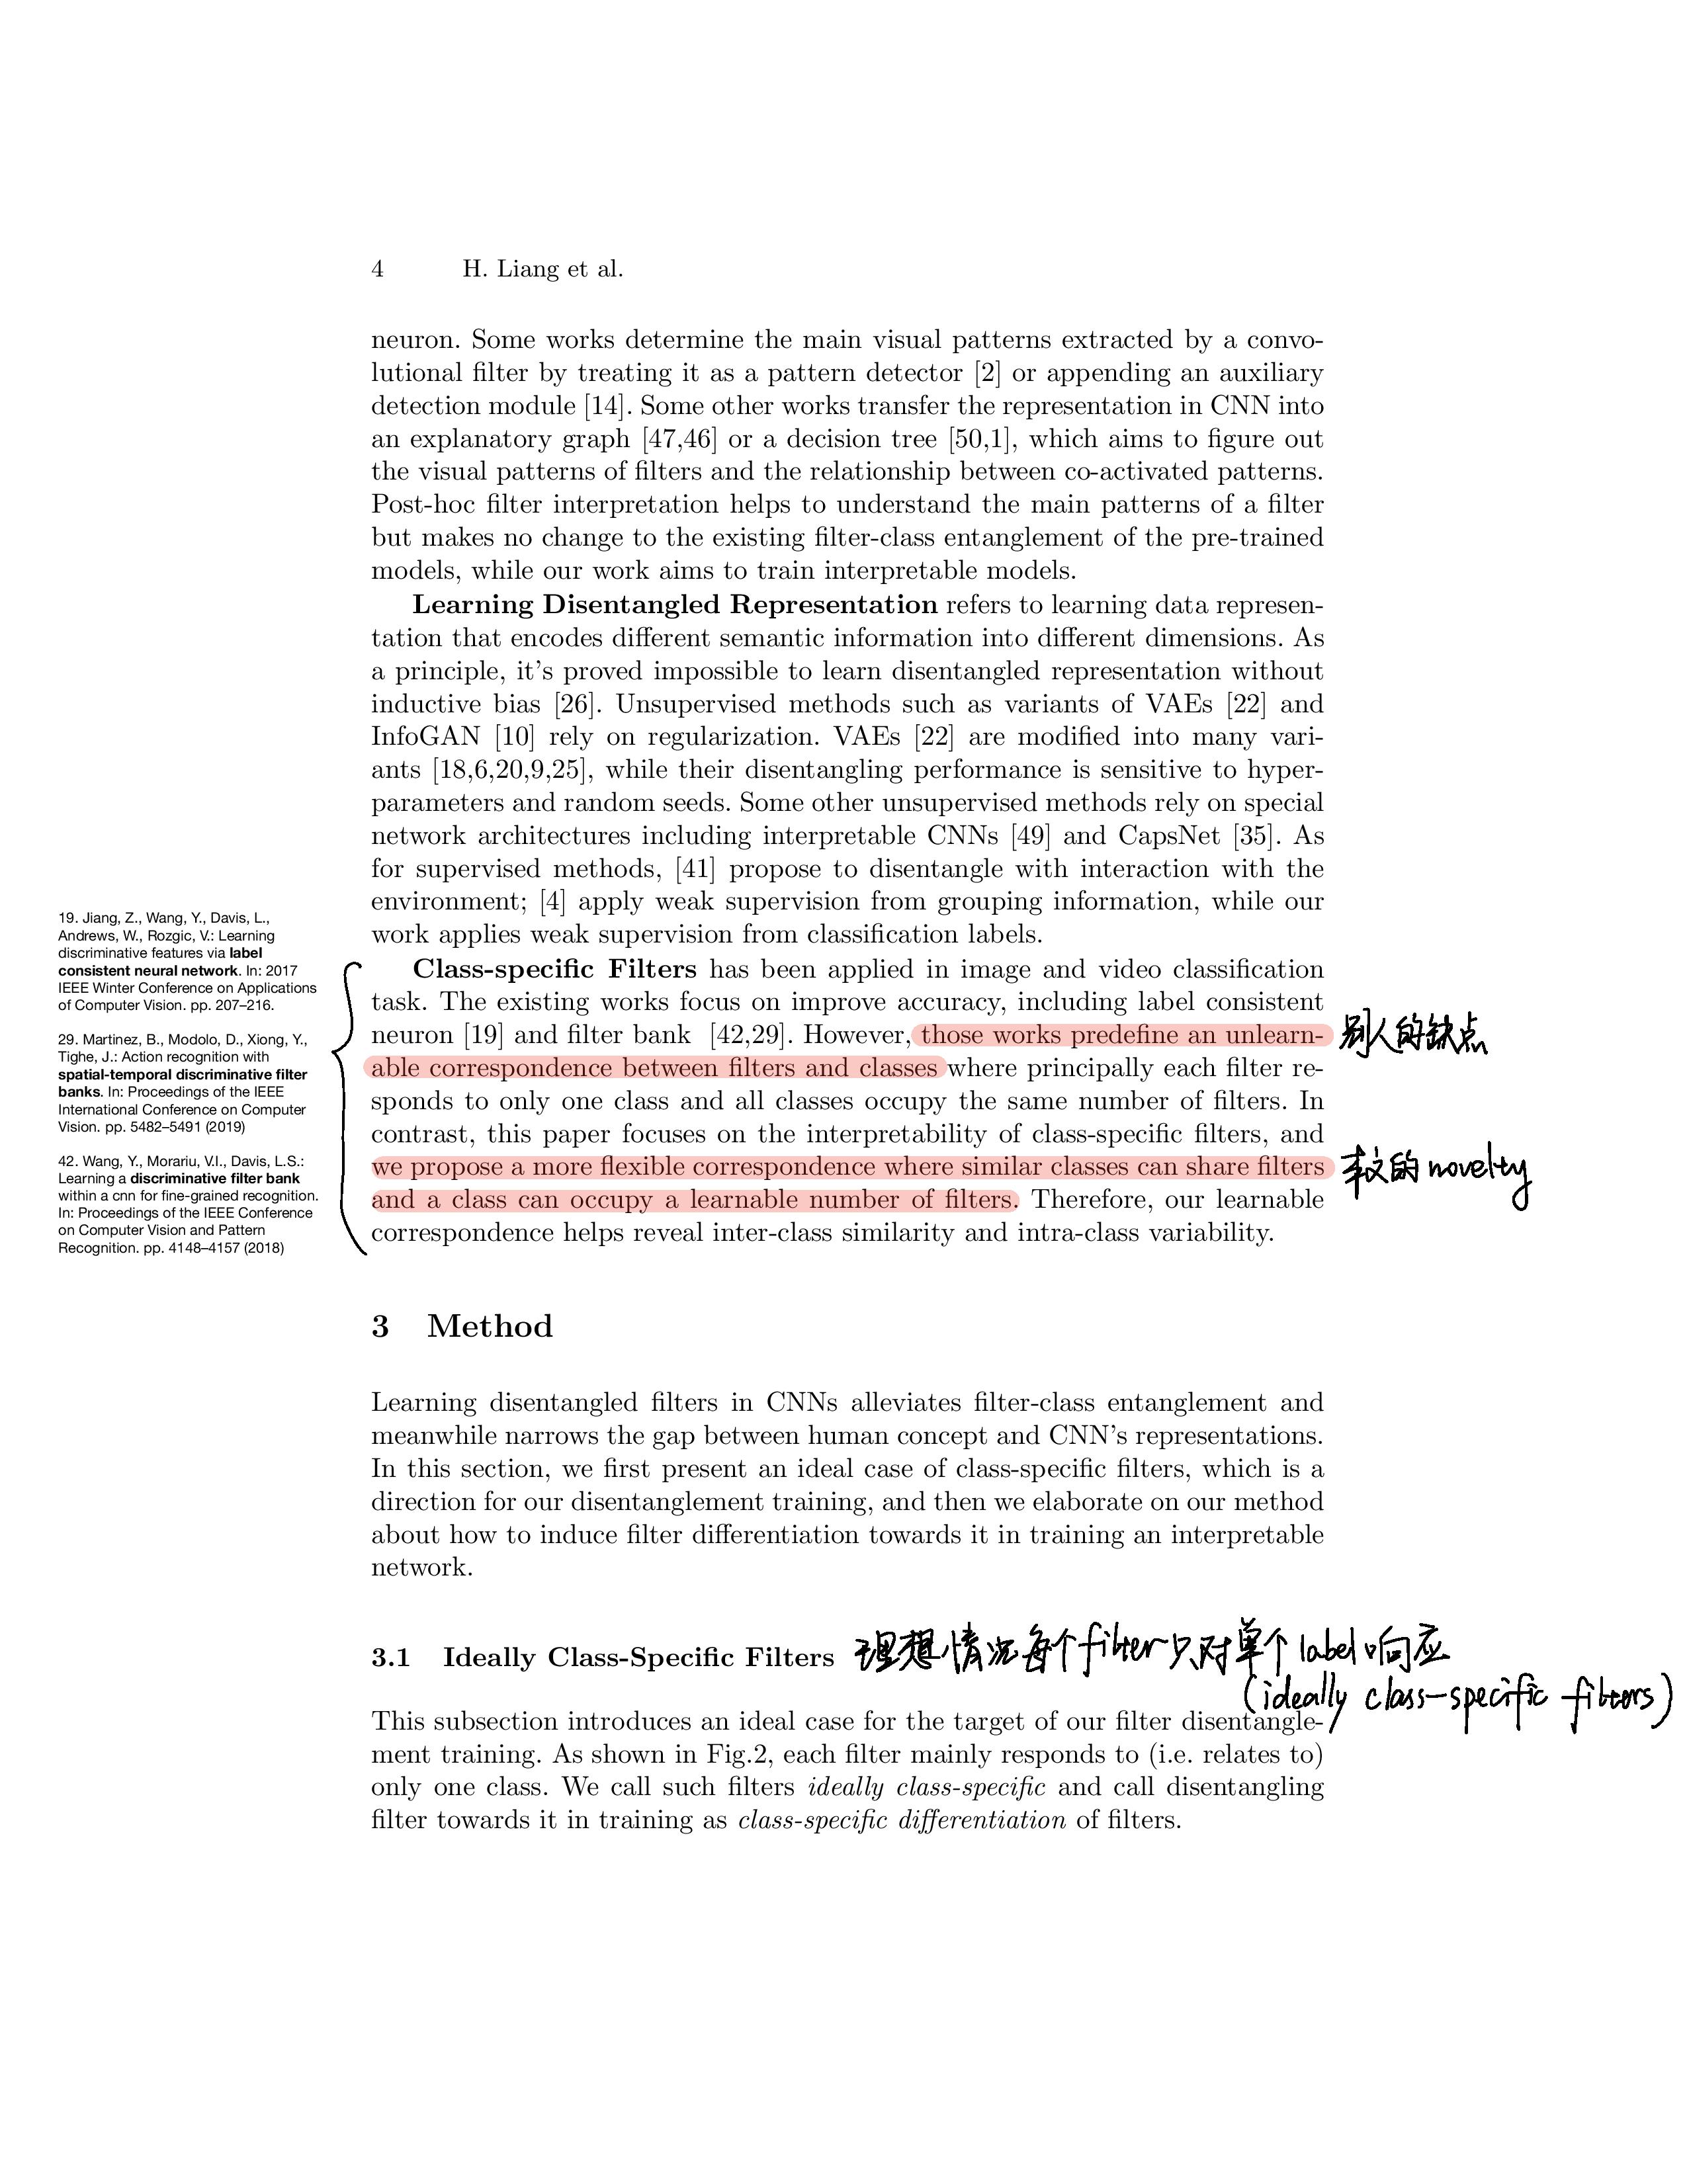 4 H. Liang et al.
neuron. Some works determine the main visual patterns extracted by a convo-
lutional filter by treating it as a pattern detector [2] or appending an auxiliary
detection module [14]. Some other works transfer the representation in CNN into
an explanatory graph [47,46] or a decision tree [50,1], which aims to figure out
the visual patterns of filters and the relationship between co-activated patterns.
Post-hoc filter interpretation helps to understand the main patterns of a filter
but makes no change to the existing filter-class entanglement of the pre-trained
models, while our work aims to train interpretable models.
Learning Disentangled Representation refers to learning data represen-
tation that encodes different semantic information into different dimensions. As
a principle, it's proved impossible to learn disentangled representation without
inductive bias [26]. Unsupervised methods such as variants of VAEs [22] and
InfoGAN [10] rely on regularization. VAEs [22] are modified into many vari-
ants [18,6,20,9,25], while their disentangling performance is sensitive to hyper-
parameters and random seeds. Some other unsupervised methods rely on special
network architectures including interpretable CNNs [49] and CapsNet [35]. As
for supervised methods, [41] propose to disentangle with interaction with the
environment; [4] apply weak supervision from grouping information, while our
work applies weak supervision from classification labels.
19. Jiang, Z., Wang, Y., Davis, L.,
Andrews, W., Rozgic, V.: Learning
discriminative features via label
consistent neural network. In: 2017
IEEE Winter Conference on Applications
of Computer Vision. pp. 207–216.
29. Martinez, B., Modolo, D., Xiong, Y.,
Tighe, J.: Action recognition with
spatial-temporal discriminative filter
banks. In: Proceedings of the IEEE
International Conference on Computer
Vision. pp. 5482–5491 (2019)
42. Wang, Y., Morariu, V.I., Davis, L.S.:
Learning a discriminative filter bank
within a cnn for fine-grained recognition.
In: Proceedings of the IEEE Conference
on Computer Vision and Pattern
Recognition. pp. 4148–4157 (2018)
Class-specific Filters has been applied in image and video classification
task. The existing works focus on improve accuracy, including label consistent
neuron [19] and filter bank [42,29]. However, those works predefine an unlearn-
别人的缺点
able correspondence between filters and classes where principally each filter re-
sponds to only one class and all classes occupy the same number of filters. In
contrast, this paper focuses on the interpretability of class-specific filters, and
we propose a more flexible correspondence where similar classes can share filters
本文的novelty
and a class can occupy a learnable number of filters. Therefore, our learnable
correspondence helps reveal inter-class similarity and intra-class variability.
3 Method
Learning disentangled filters in CNNs alleviates filter-class entanglement and
meanwhile narrows the gap between human concept and CNN's representations.
In this section, we first present an ideal case of class-specific filters, which is a
direction for our disentanglement training, and then we elaborate on our method
about how to induce filter differentiation towards it in training an interpretable
network.
3.1 Ideally Class-Specific Filters
理想情况每个filter只对单个label响应
(ideally class-specific filters)
This subsection introduces an ideal case for the target of our filter disentangle-
ment training. As shown in Fig.2, each filter mainly responds to (i.e. relates to)
only one class. We call such filters ideally class-specific and call disentangling
filter towards it in training as class-specific differentiation of filters.